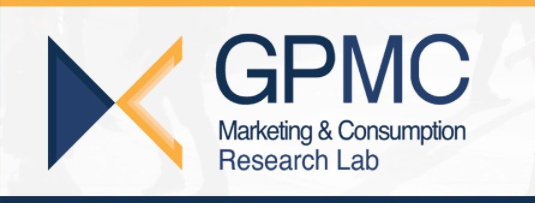 GPMC
Marketing & Consumption
Research Lab